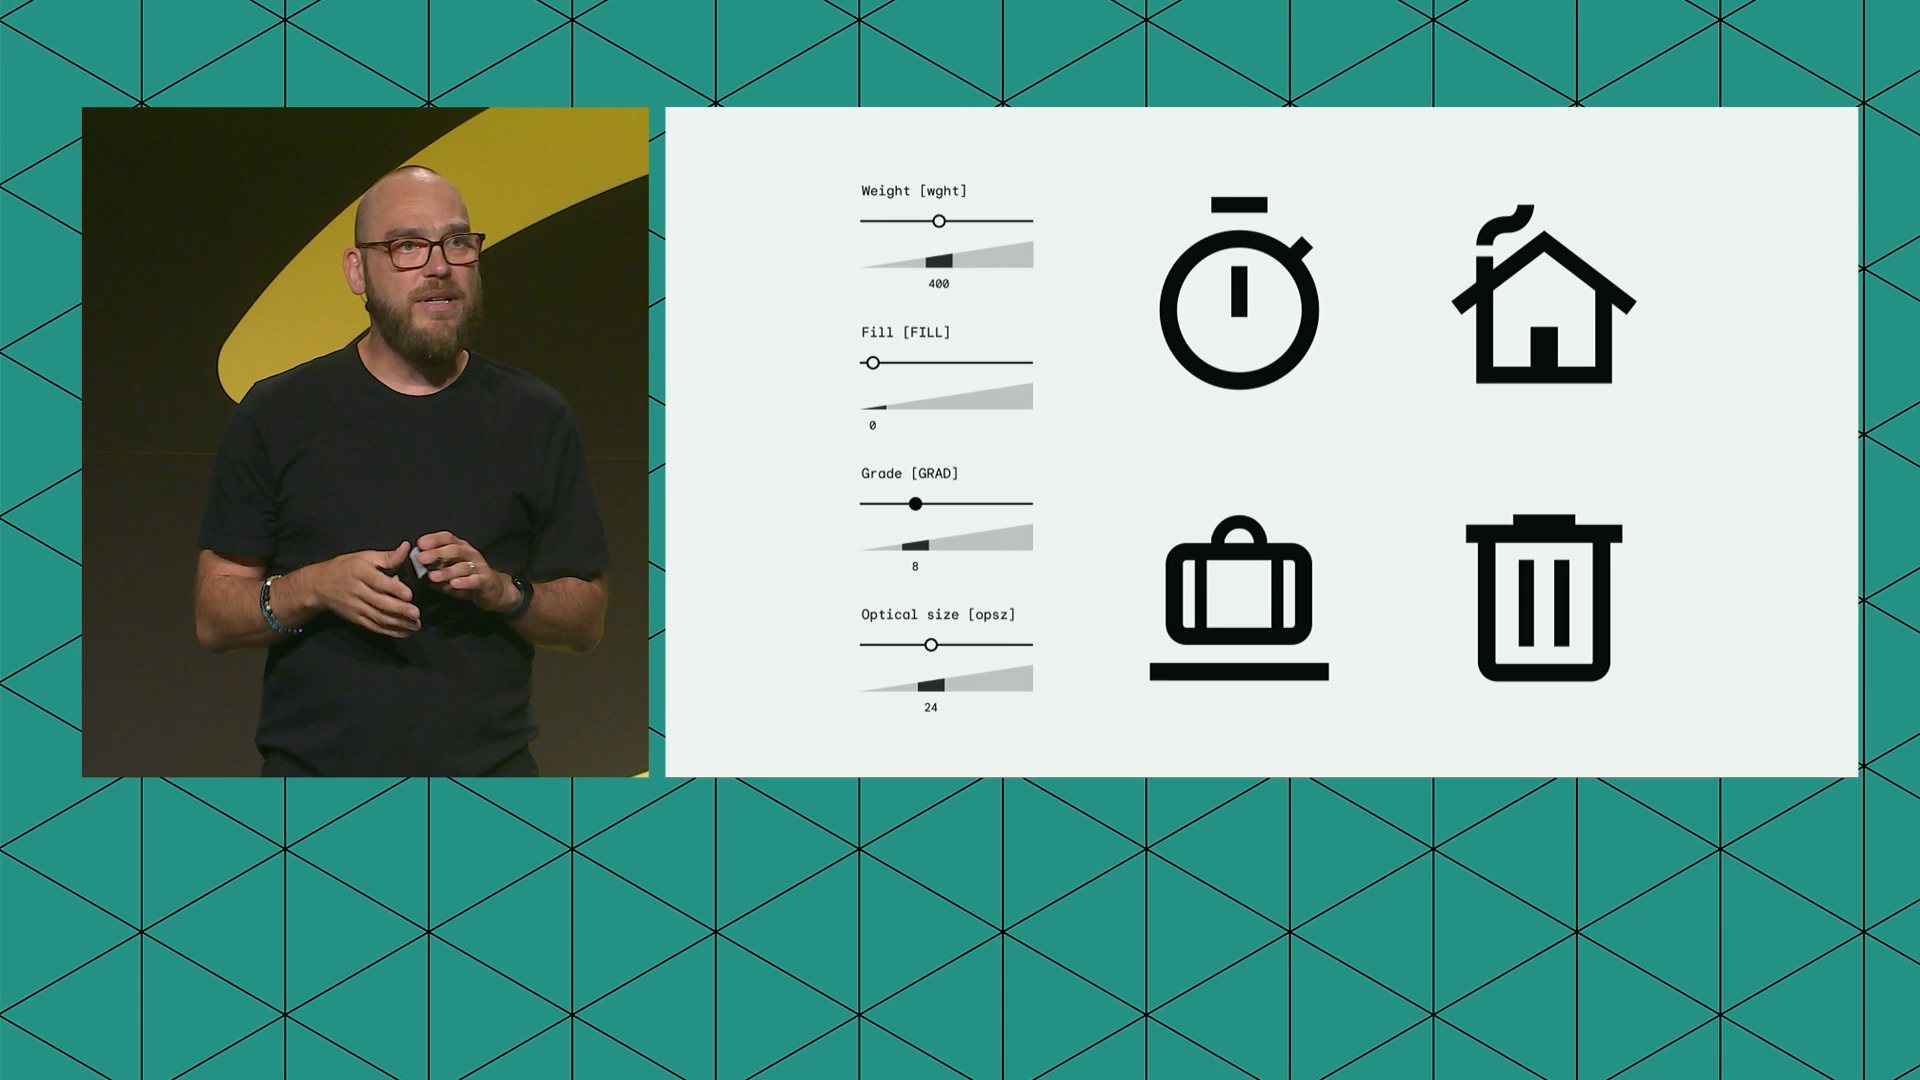 Weight [wght]
400
Fill [FILL]
0
Grade [GRAD]
8
Optical size [opsz]
24